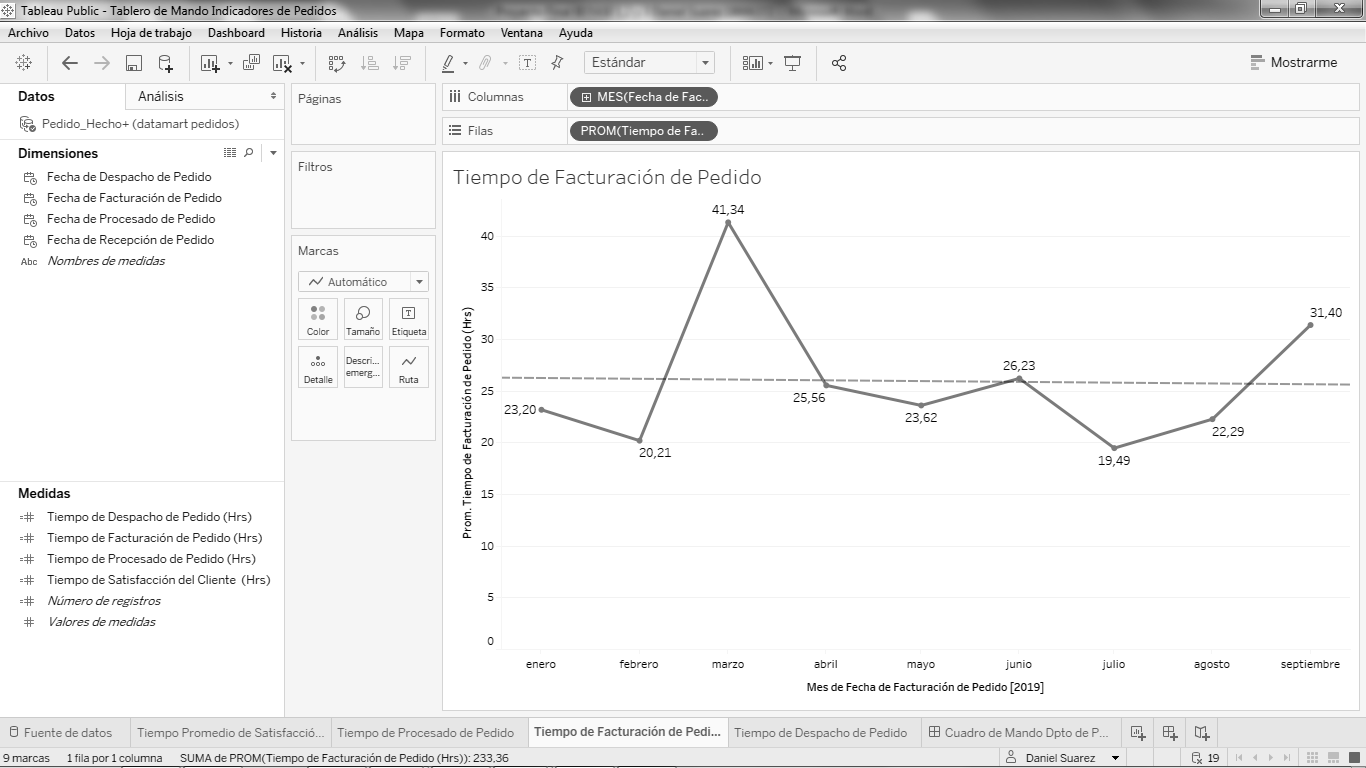 Tableau Public - Tablero de Mando Indicadores de Pedidos
Archivo Datos Hoja de trabajo Dashboard Historia Análisis Mapa Formato Ventana Ayuda
Estándar
Mostrarme
Datos
Análisis
Pedido_Hecho+ (datamart pedidos)
Dimensiones
Fecha de Despacho de Pedido
Fecha de Facturación de Pedido
Fecha de Procesado de Pedido
Fecha de Recepción de Pedido
Abc Nombres de medidas
Medidas
Tiempo de Despacho de Pedido (Hrs)
Tiempo de Facturación de Pedido (Hrs)
Tiempo de Procesado de Pedido (Hrs)
Tiempo de Satisfacción del Cliente (Hrs)
Número de registros
Valores de medidas
Páginas
Filtros
Marcas
Automático
Color Tamaño Etiqueta
Detalle Descri... emerg... Ruta
Columnas MES(Fecha de Fac..
Filas PROM(Tiempo de Fa..
Tiempo de Facturación de Pedido
Prom. Tiempo de Facturación de Pedido (Hrs)
40
35
30
25
20
15
10
5
0
23,20
20,21
41,34
25,56
23,62
26,23
19,49
22,29
31,40
enero febrero marzo abril mayo junio julio agosto septiembre
Mes de Fecha de Facturación de Pedido [2019]
Fuente de datos Tiempo Promedio de Satisfacció... Tiempo de Procesado de Pedido Tiempo de Facturación de Pedi... Tiempo de Despacho de Pedido Cuadro de Mando Dpto de P...
9 marcas 1 fila por 1 columna SUMA de PROM(Tiempo de Facturación de Pedido (Hrs)): 233,36 Daniel Suarez 19